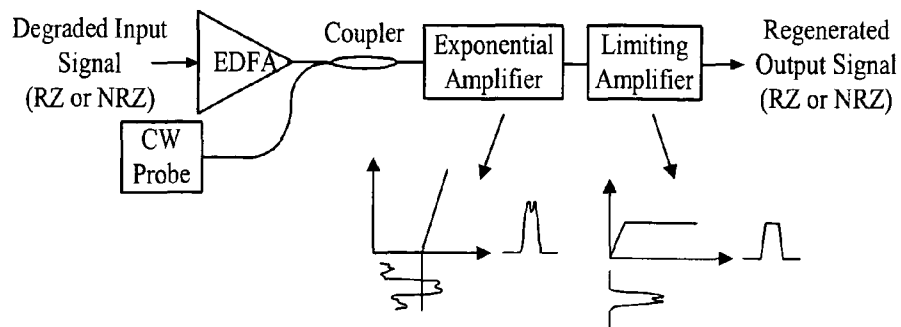 Degraded Input
Signal
(RZ or NRZ)
EDFA
Coupler
Exponential
Amplifier
Limiting
Amplifier
Regenerated
Output Signal
(RZ or NRZ)
CW
Probe